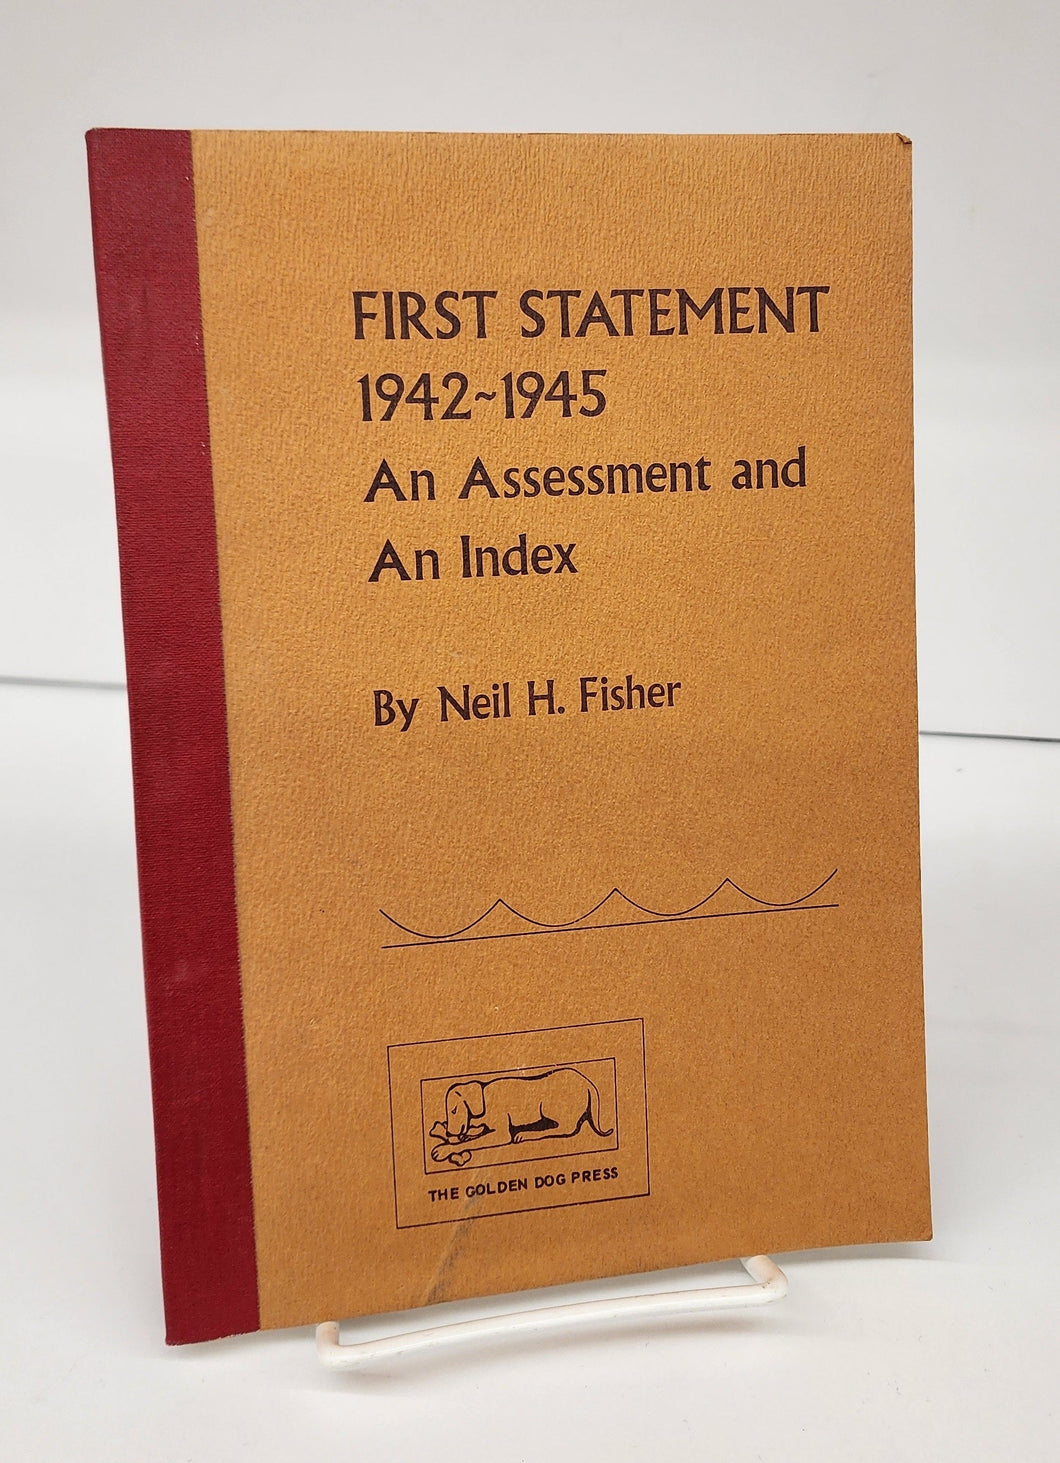 FIRST STATEMENT
1942~1945
An Assessment and
An Index
By Neil H. Fisher
THE GOLDEN DOG PRESS